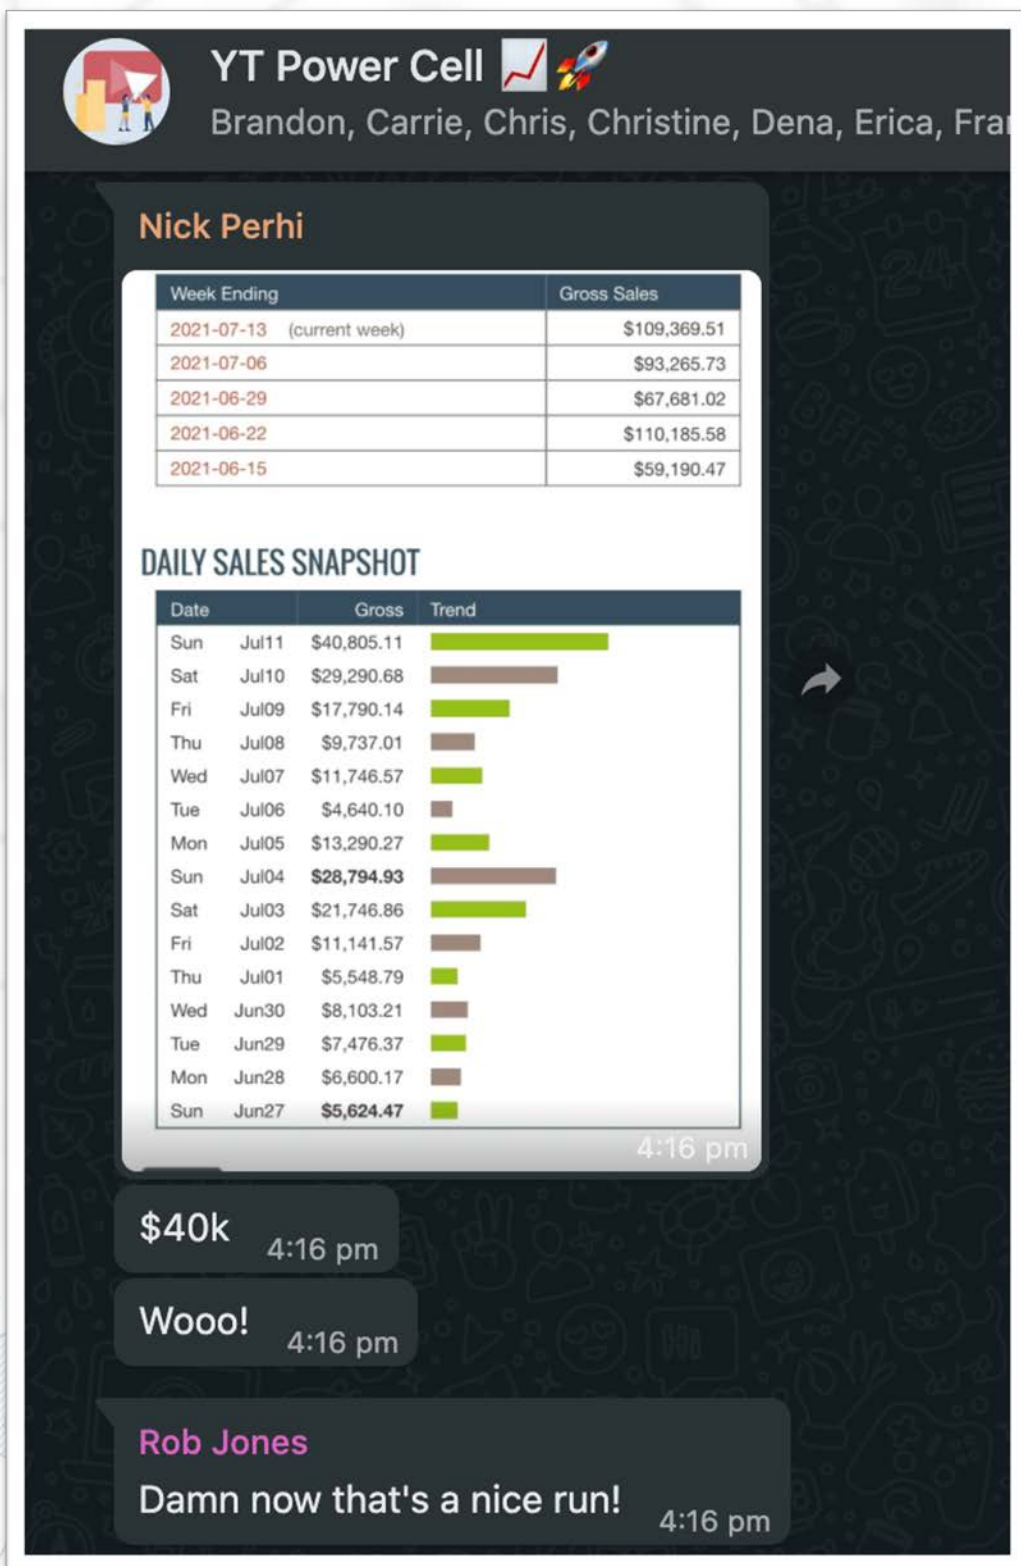 YT Power Cell 📈🚀
Brandon, Carrie, Chris, Christine, Dena, Erica,
Nick Perhi
Week Ending Gross Sales
2021-07-13 (current week) $109,369.51
2021-07-06 $93,265.73
2021-06-29 $67,681.02
2021-06-22 $110,185.58
2021-06-15 $59,190.47
DAILY SALES SNAPSHOT
Date Gross Trend
Sun Jul11 $40,805.11
Sat Jul10 $29,290.68
Fri Jul09 $17,790.14
Thu Jul08 $9,737.01
Wed Jul07 $11,746.57
Tue Jul06 $4,640.10
Mon Jul05 $13,290.27
Sun Jul04 $28,794.93
Sat Jul03 $21,746.86
Fri Jul02 $11,141.57
Thu Jul01 $5,548.79
Wed Jun30 $8,103.21
Tue Jun29 $7,476.37
Mon Jun28 $6,600.17
Sun Jun27 $5,624.47
4:16 pm
$40k 4:16 pm
Wooo! 4:16 pm
Rob Jones
Damn now that's a nice run! 4:16 pm